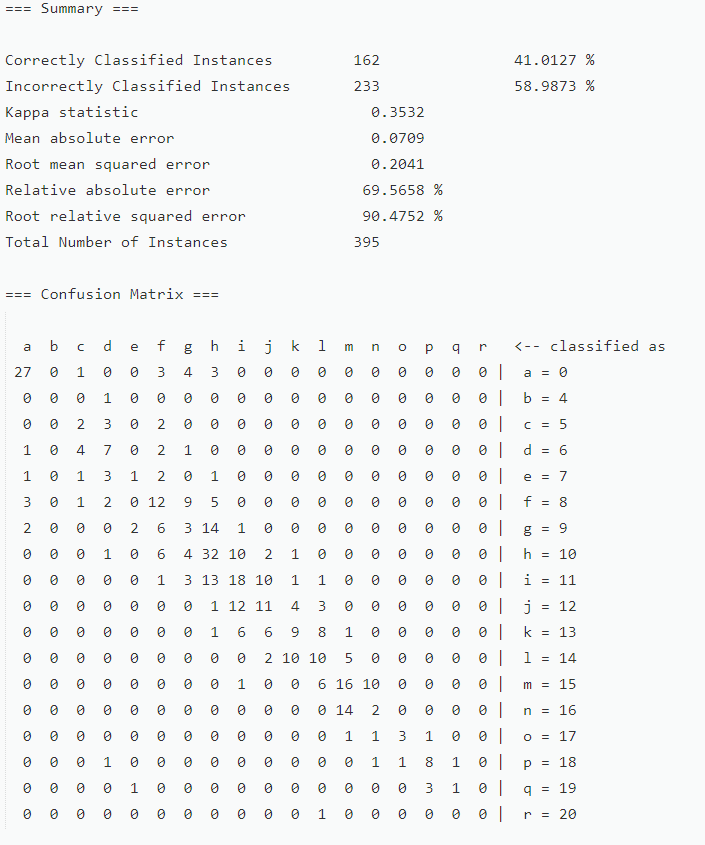 === Summary ===
Correctly Classified Instances 162 41.0127 %
Incorrectly Classified Instances 233 58.9873 %
Kappa statistic 0.3532
Mean absolute error 0.0709
Root mean squared error 0.2041
Relative absolute error 69.5658 %
Root relative squared error 90.4752 %
Total Number of Instances 395
=== Confusion Matrix ===
a b c d e f g h i j k l m n o p q r <-- classified as
27 0 1 0 0 3 4 3 0 0 0 0 0 0 0 0 0 0 | a = 0
0 0 0 1 0 0 0 0 0 0 0 0 0 0 0 0 0 0 | b = 4
0 0 2 3 0 2 0 0 0 0 0 0 0 0 0 0 0 0 | c = 5
1 0 4 7 0 2 1 0 0 0 0 0 0 0 0 0 0 0 | d = 6
1 0 1 3 1 2 0 1 0 0 0 0 0 0 0 0 0 0 | e = 7
3 0 1 2 0 12 9 5 0 0 0 0 0 0 0 0 0 0 | f = 8
2 0 0 0 2 6 3 14 1 0 0 0 0 0 0 0 0 0 | g = 9
0 0 0 1 0 6 4 32 10 2 1 0 0 0 0 0 0 0 | h = 10
0 0 0 0 0 1 3 13 18 10 1 1 0 0 0 0 0 0 | i = 11
0 0 0 0 0 0 0 1 12 11 4 3 0 0 0 0 0 0 | j = 12
0 0 0 0 0 0 0 1 6 6 9 8 1 0 0 0 0 0 | k = 13
0 0 0 0 0 0 0 0 0 2 10 10 5 0 0 0 0 0 | l = 14
0 0 0 0 0 0 0 0 1 0 0 6 16 10 0 0 0 0 | m = 15
0 0 0 0 0 0 0 0 0 0 0 0 14 2 0 0 0 0 | n = 16
0 0 0 0 0 0 0 0 0 0 0 0 1 1 3 1 0 0 | o = 17
0 0 0 1 0 0 0 0 0 0 0 0 0 1 1 8 1 0 | p = 18
0 0 0 0 1 0 0 0 0 0 0 0 0 0 0 3 1 0 | q = 19
0 0 0 0 0 0 0 0 0 0 0 1 0 0 0 0 0 0 | r = 20